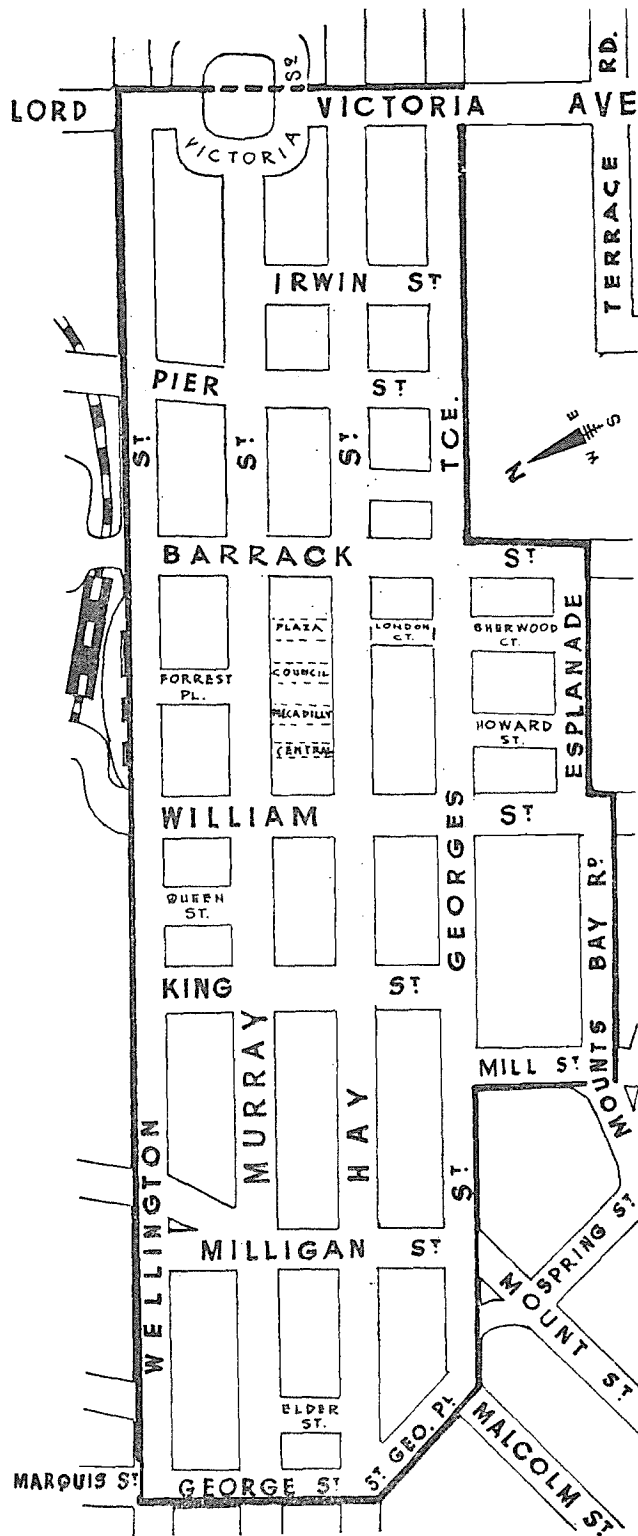 RD.
SQ
LORD
VICTORIA AVE
VICTORIA
TERRACE
IRWIN ST
PIER ST
TCE.
ST
ST
ST
E
S
W
N
BARRACK ST
PLAZA
LONDON CT.
SHERWOOD CT.
ESPLANADE
COUNCIL
FORREST PL.
PICADILLY
HOWARD ST.
CENTRAL
WILLIAM ST
GEORGES
QUEEN ST.
BAY RD
KING ST
MURRAY
MILL ST
MOUNTS
HAY
WELLINGTON
ST
SPRING ST
MILLIGAN ST
MOUNT ST
ELDER ST.
ST GEO. PL.
MALCOLM ST
MARQUIS ST
GEORGE ST